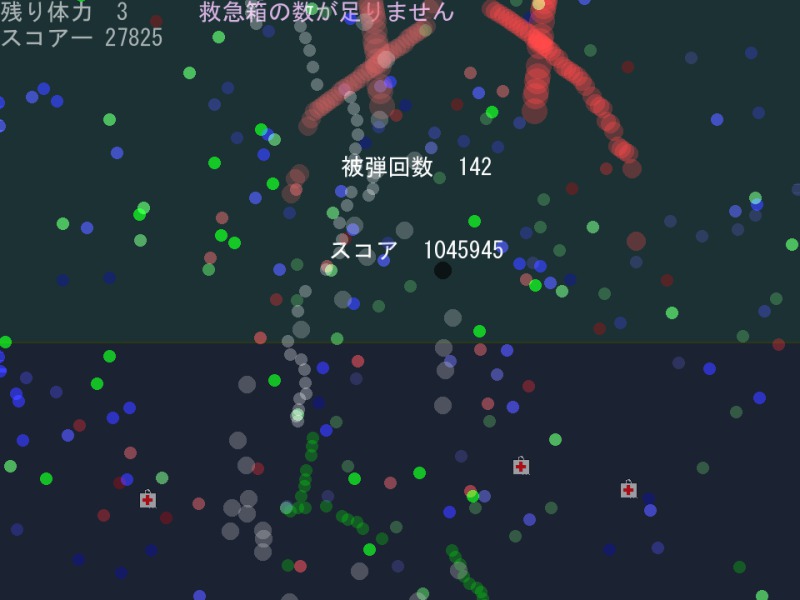 残り体力　3
救急箱の数が足りません
スコアー 27825
被弾回数　142
スコア　1045945